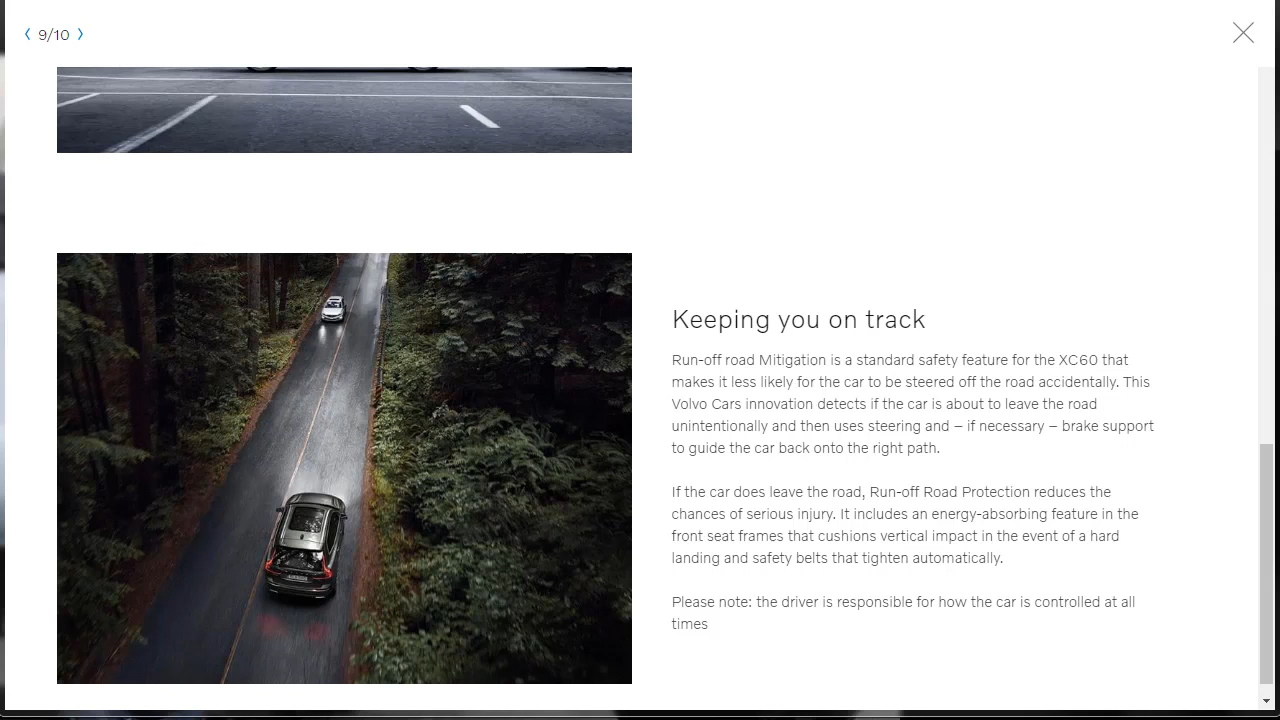 9/10
Keeping you on track
Run-off road Mitigation is a standard safety feature for the XC60 that
makes it less likely for the car to be steered off the road accidentally. This
Volvo Cars innovation detects if the car is about to leave the road
unintentionally and then uses steering and – if necessary – brake support
to guide the car back onto the right path.
If the car does leave the road, Run-off Road Protection reduces the
chances of serious injury. It includes an energy-absorbing feature in the
front seat frames that cushions vertical impact in the event of a hard
landing and safety belts that tighten automatically.
Please note: the driver is responsible for how the car is controlled at all
times